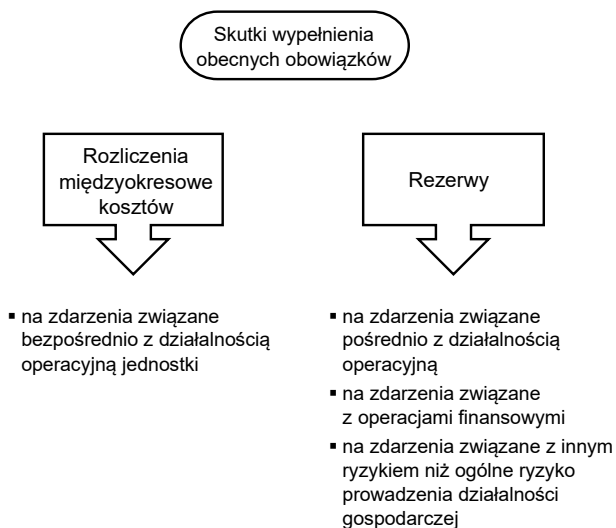 Skutki wypełnienia
obecnych obowiązków
Rozliczenia
międzyokresowe
kosztów
▪ na zdarzenia związane
bezpośrednio z działalnością
operacyjną jednostki
Rezerwy
▪ na zdarzenia związane
pośrednio z działalnością
operacyjną
▪ na zdarzenia związane
z operacjami finansowymi
▪ na zdarzenia związane z innym
ryzykiem niż ogólne ryzyko
prowadzenia działalności
gospodarczej